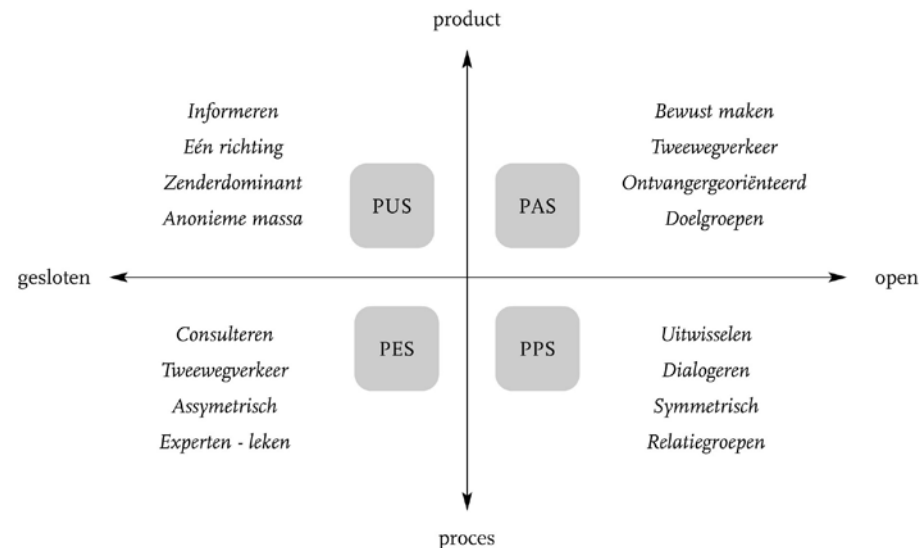 product
Informeren
Eén richting
Zenderdominant
Anonieme massa
PUS
PAS
Bewust maken
Tweewegverkeer
Ontvangergeoriënteerd
Doelgroepen
gesloten
open
Consulteren
Tweewegverkeer
Assymetrisch
Experten - leken
PES
PPS
Uitwisselen
Dialogeren
Symmetrisch
Relatiegroepen
proces